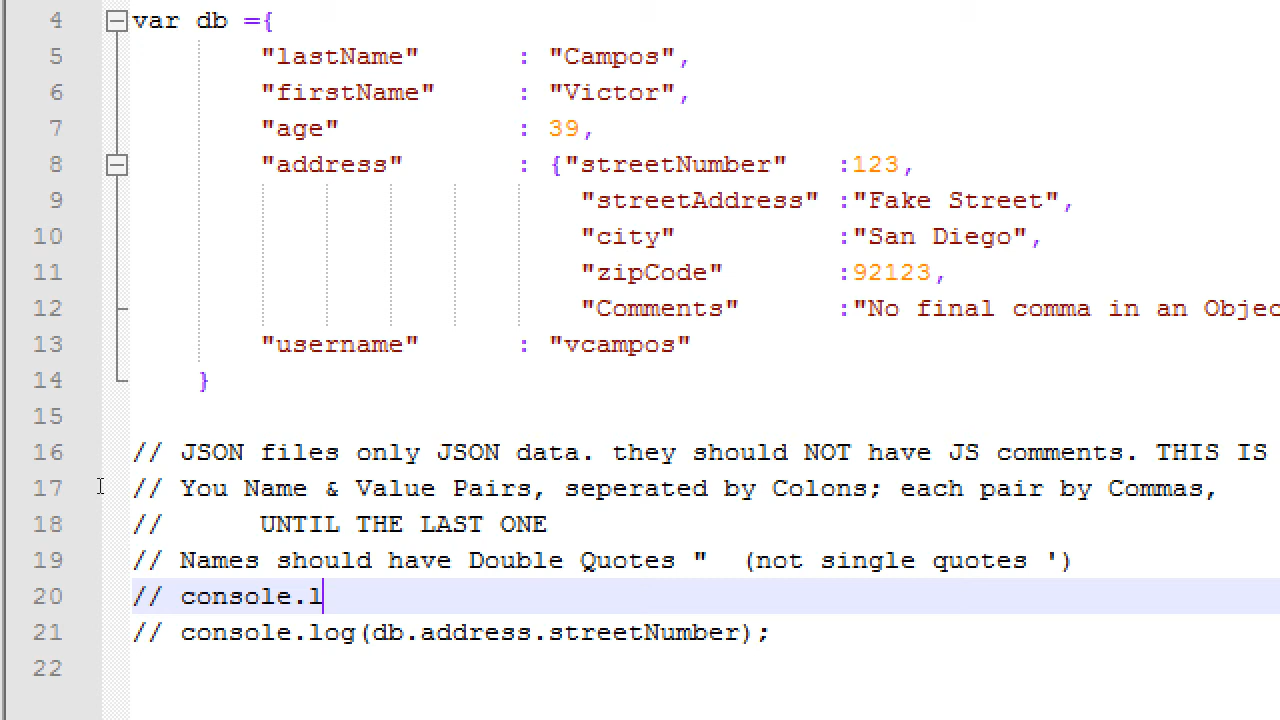 4 var db ={
5 "lastName" : "Campos",
6 "firstName" : "Victor",
7 "age" : 39,
8 "address" : {"streetNumber" :123,
9 "streetAddress" :"Fake Street",
10 "city" :"San Diego",
11 "zipCode" :92123,
12 "Comments" :"No final comma in an Objec
13 "username" : "vcampos"
14 }
15
16 // JSON files only JSON data. they should NOT have JS comments. THIS IS
17 // You Name & Value Pairs, seperated by Colons; each pair by Commas,
18 // UNTIL THE LAST ONE
19 // Names should have Double Quotes " (not single quotes ')
20 // console.l
21 // console.log(db.address.streetNumber);
22